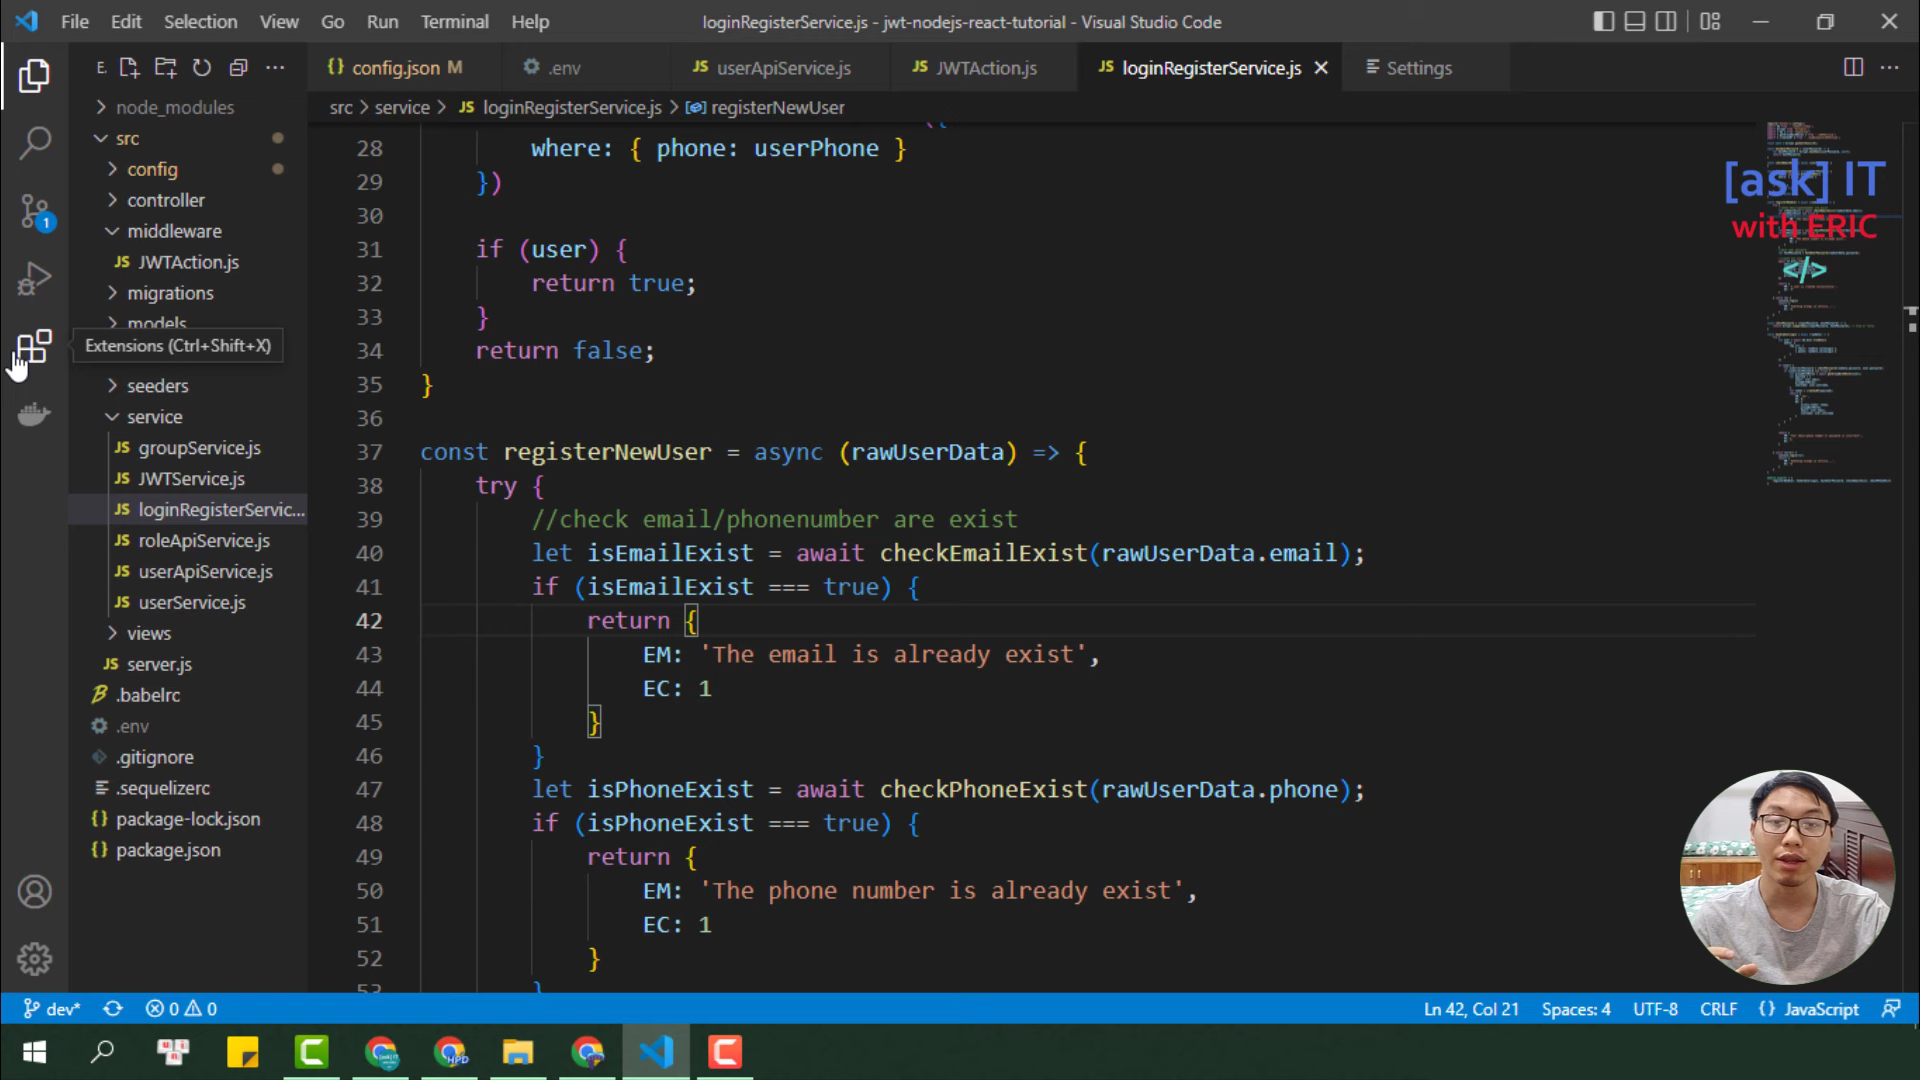 File Edit Selection View Go Run Terminal Help
loginRegisterService.js - jwt-nodejs-react-tutorial - Visual Studio Code
E.
{} config.json M
.env
JS userApiService.js
JS JWTAction.js
JS loginRegisterService.js
Settings
src > service > JS loginRegisterService.js > registerNewUser
node_modules
src
config
controller
middleware
JS JWTAction.js
migrations
models
Extensions (Ctrl+Shift+X)
seeders
service
JS groupService.js
JS JWTService.js
JS loginRegisterServic...
JS roleApiService.js
JS userApiService.js
JS userService.js
views
JS server.js
.babelrc
.env
.gitignore
.sequelizerc
{} package-lock.json
{} package.json
1
({
28 where: { phone: userPhone }
29 })
30
31 if (user) {
32 return true;
33 }
34 return false;
35 }
36
37 const registerNewUser = async (rawUserData) => {
38 try {
39 //check email/phonenumber are exist
40 let isEmailExist = await checkEmailExist(rawUserData.email);
41 if (isEmailExist === true) {
42 return {
43 EM: 'The email is already exist',
44 EC: 1
45 }
46 }
47 let isPhoneExist = await checkPhoneExist(rawUserData.phone);
48 if (isPhoneExist === true) {
49 return {
50 EM: 'The phone number is already exist',
51 EC: 1
52 }
53 }
[ask] IT
with ERIC
</>
dev* 0 0
Ln 42, Col 21 Spaces: 4 UTF-8 CRLF {} JavaScript